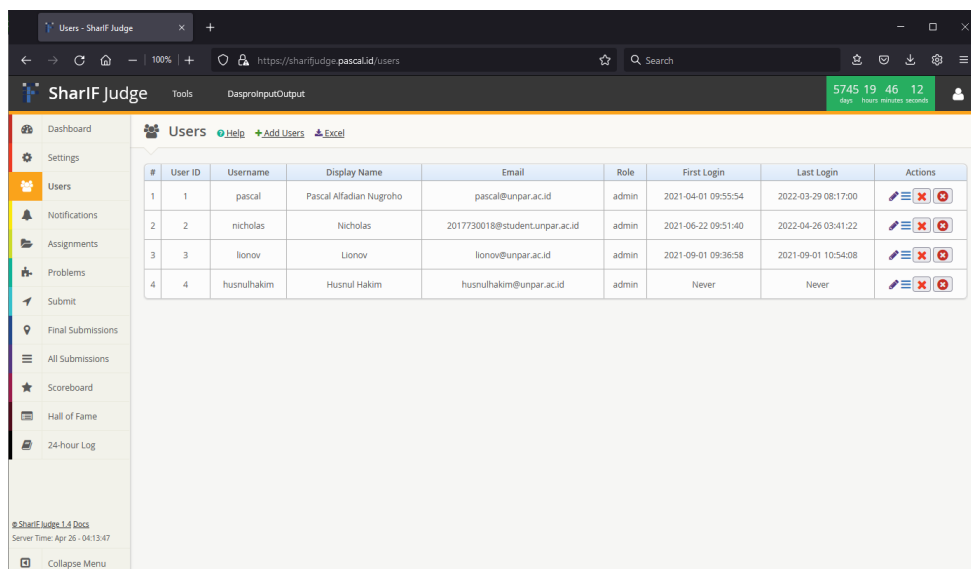 Users - SharIF Judge
100%
https://sharifjudge.pascal.id/users
Search
SharIF Judge
Tools
DasproInputOutput
5745 19 46 12
days hours minutes seconds
Dashboard
Settings
Users
Notifications
Assignments
Problems
Submit
Final Submissions
All Submissions
Scoreboard
Hall of Fame
24-hour Log
© SharIF Judge 1.4 Docs
Server Time: Apr 26 - 04:13:47
Collapse Menu
Users Help Add Users Excel
# User ID Username Display Name Email Role First Login Last Login Actions
1 1 pascal Pascal Alfadian Nugroho pascal@unpar.ac.id admin 2021-04-01 09:55:54 2022-03-29 08:17:00
2 2 nicholas Nicholas 2017730018@student.unpar.ac.id admin 2021-06-22 09:51:40 2022-04-26 03:41:22
3 3 lionov Lionov lionov@unpar.ac.id admin 2021-09-01 09:36:58 2021-09-01 10:54:08
4 4 husnulhakim Husnul Hakim husnulhakim@unpar.ac.id admin Never Never